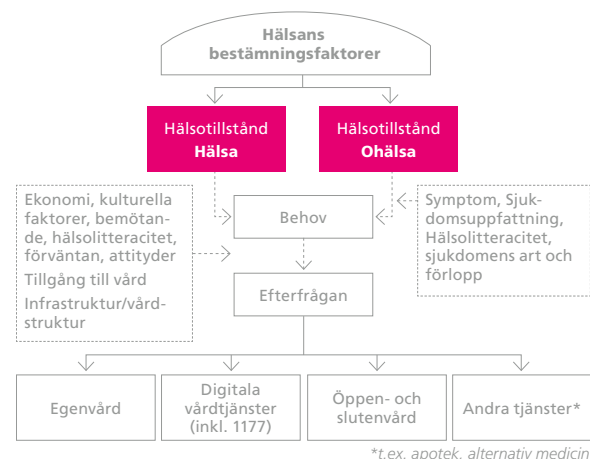 Hälsans
bestämningsfaktorer
Hälsotillstånd
Hälsa
Hälsotillstånd
Ohälsa
Ekonomi, kulturella
faktorer, bemötan-
de, hälsolitteracitet,
förväntan, attityder
Tillgång till vård
Infrastruktur/vård-
struktur
Behov
Symptom, Sjuk-
domsuppfattning,
Hälsolitteracitet,
sjukdomens art och
förlopp
Efterfrågan
Egenvård
Digitala
vårdtjänster
(inkl. 1177)
Öppen- och
slutenvård
Andra tjänster*
*t.ex. apotek, alternativ medicin